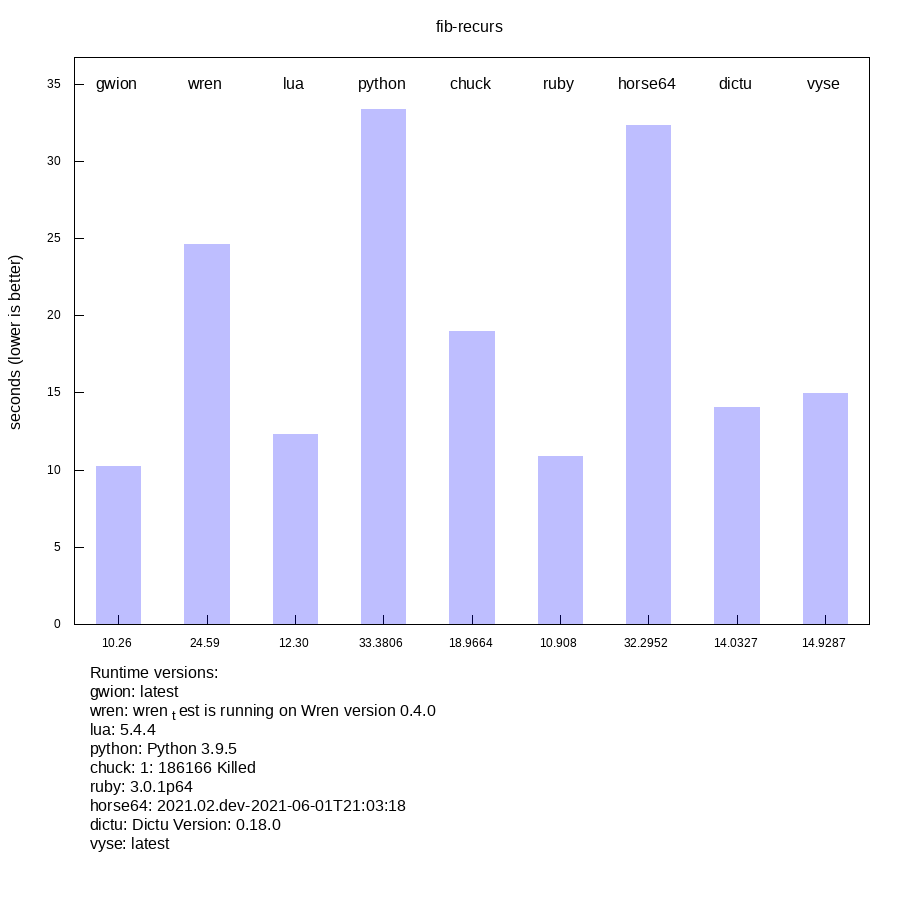 fib-recurs
gwion wren lua python chuck ruby horse64 dictu vyse
seconds (lower is better)
35
30
25
20
15
10
5
0
10.26 24.59 12.30 33.3806 18.9664 10.908 32.2952 14.0327 14.9287
Runtime versions:
gwion: latest
wren: wren t est is running on Wren version 0.4.0
lua: 5.4.4
python: Python 3.9.5
chuck: 1: 186166 Killed
ruby: 3.0.1p64
horse64: 2021.02.dev-2021-06-01T21:03:18
dictu: Dictu Version: 0.18.0
vyse: latest